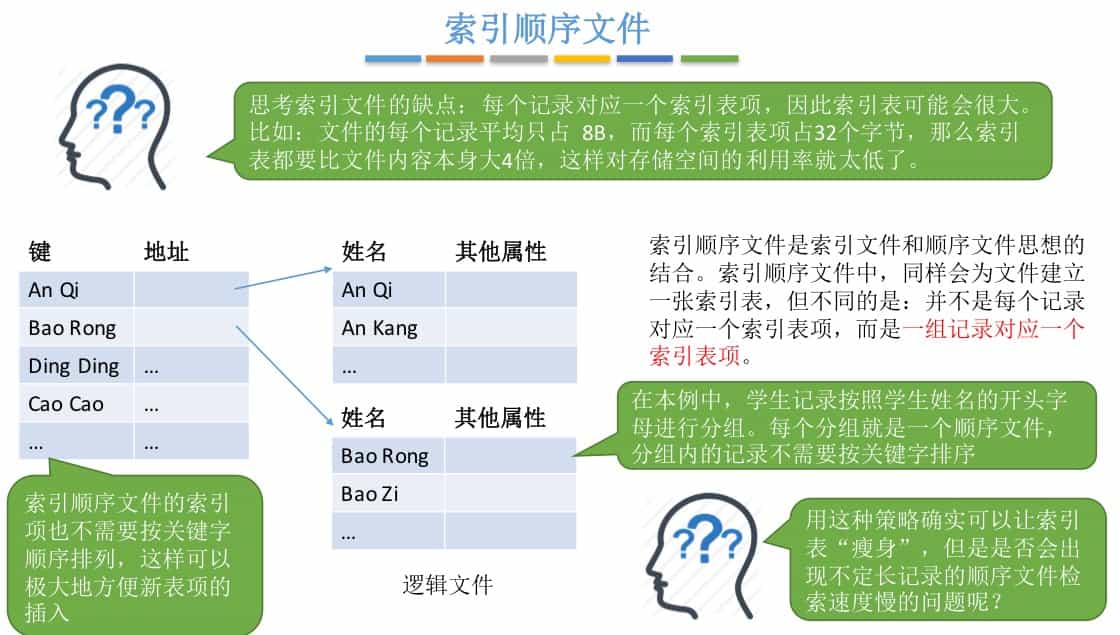 索引顺序文件
思考索引文件的缺点：每个记录对应一个索引表项，因此索引表可能会很大。
比如：文件的每个记录平均只占 8B，而每个索引表项占32个字节，那么索引
表都要比文件内容本身大4倍，这样对存储空间的利用率就太低了。
键 地址
An Qi
Bao Rong
Ding Ding ...
Cao Cao ...
... ...
姓名 其他属性
An Qi
An Kang
...
姓名 其他属性
Bao Rong
Bao Zi
...
逻辑文件
索引顺序文件是索引文件和顺序文件思想的
结合。索引顺序文件中，同样会为文件建立
一张索引表，但不同的是：并不是每个记录
对应一个索引表项，而是一组记录对应一个
索引表项。
在本例中，学生记录按照学生姓名的开头字
母进行分组。每个分组就是一个顺序文件，
分组内的记录不需要按关键字排序
索引顺序文件的索引
项也不需要按关键字
顺序排列，这样可以
极大地方便新表项的
插入
用这种策略确实可以让索引
表“瘦身”，但是是否会出
现不定长记录的顺序文件检
索速度慢的问题呢？